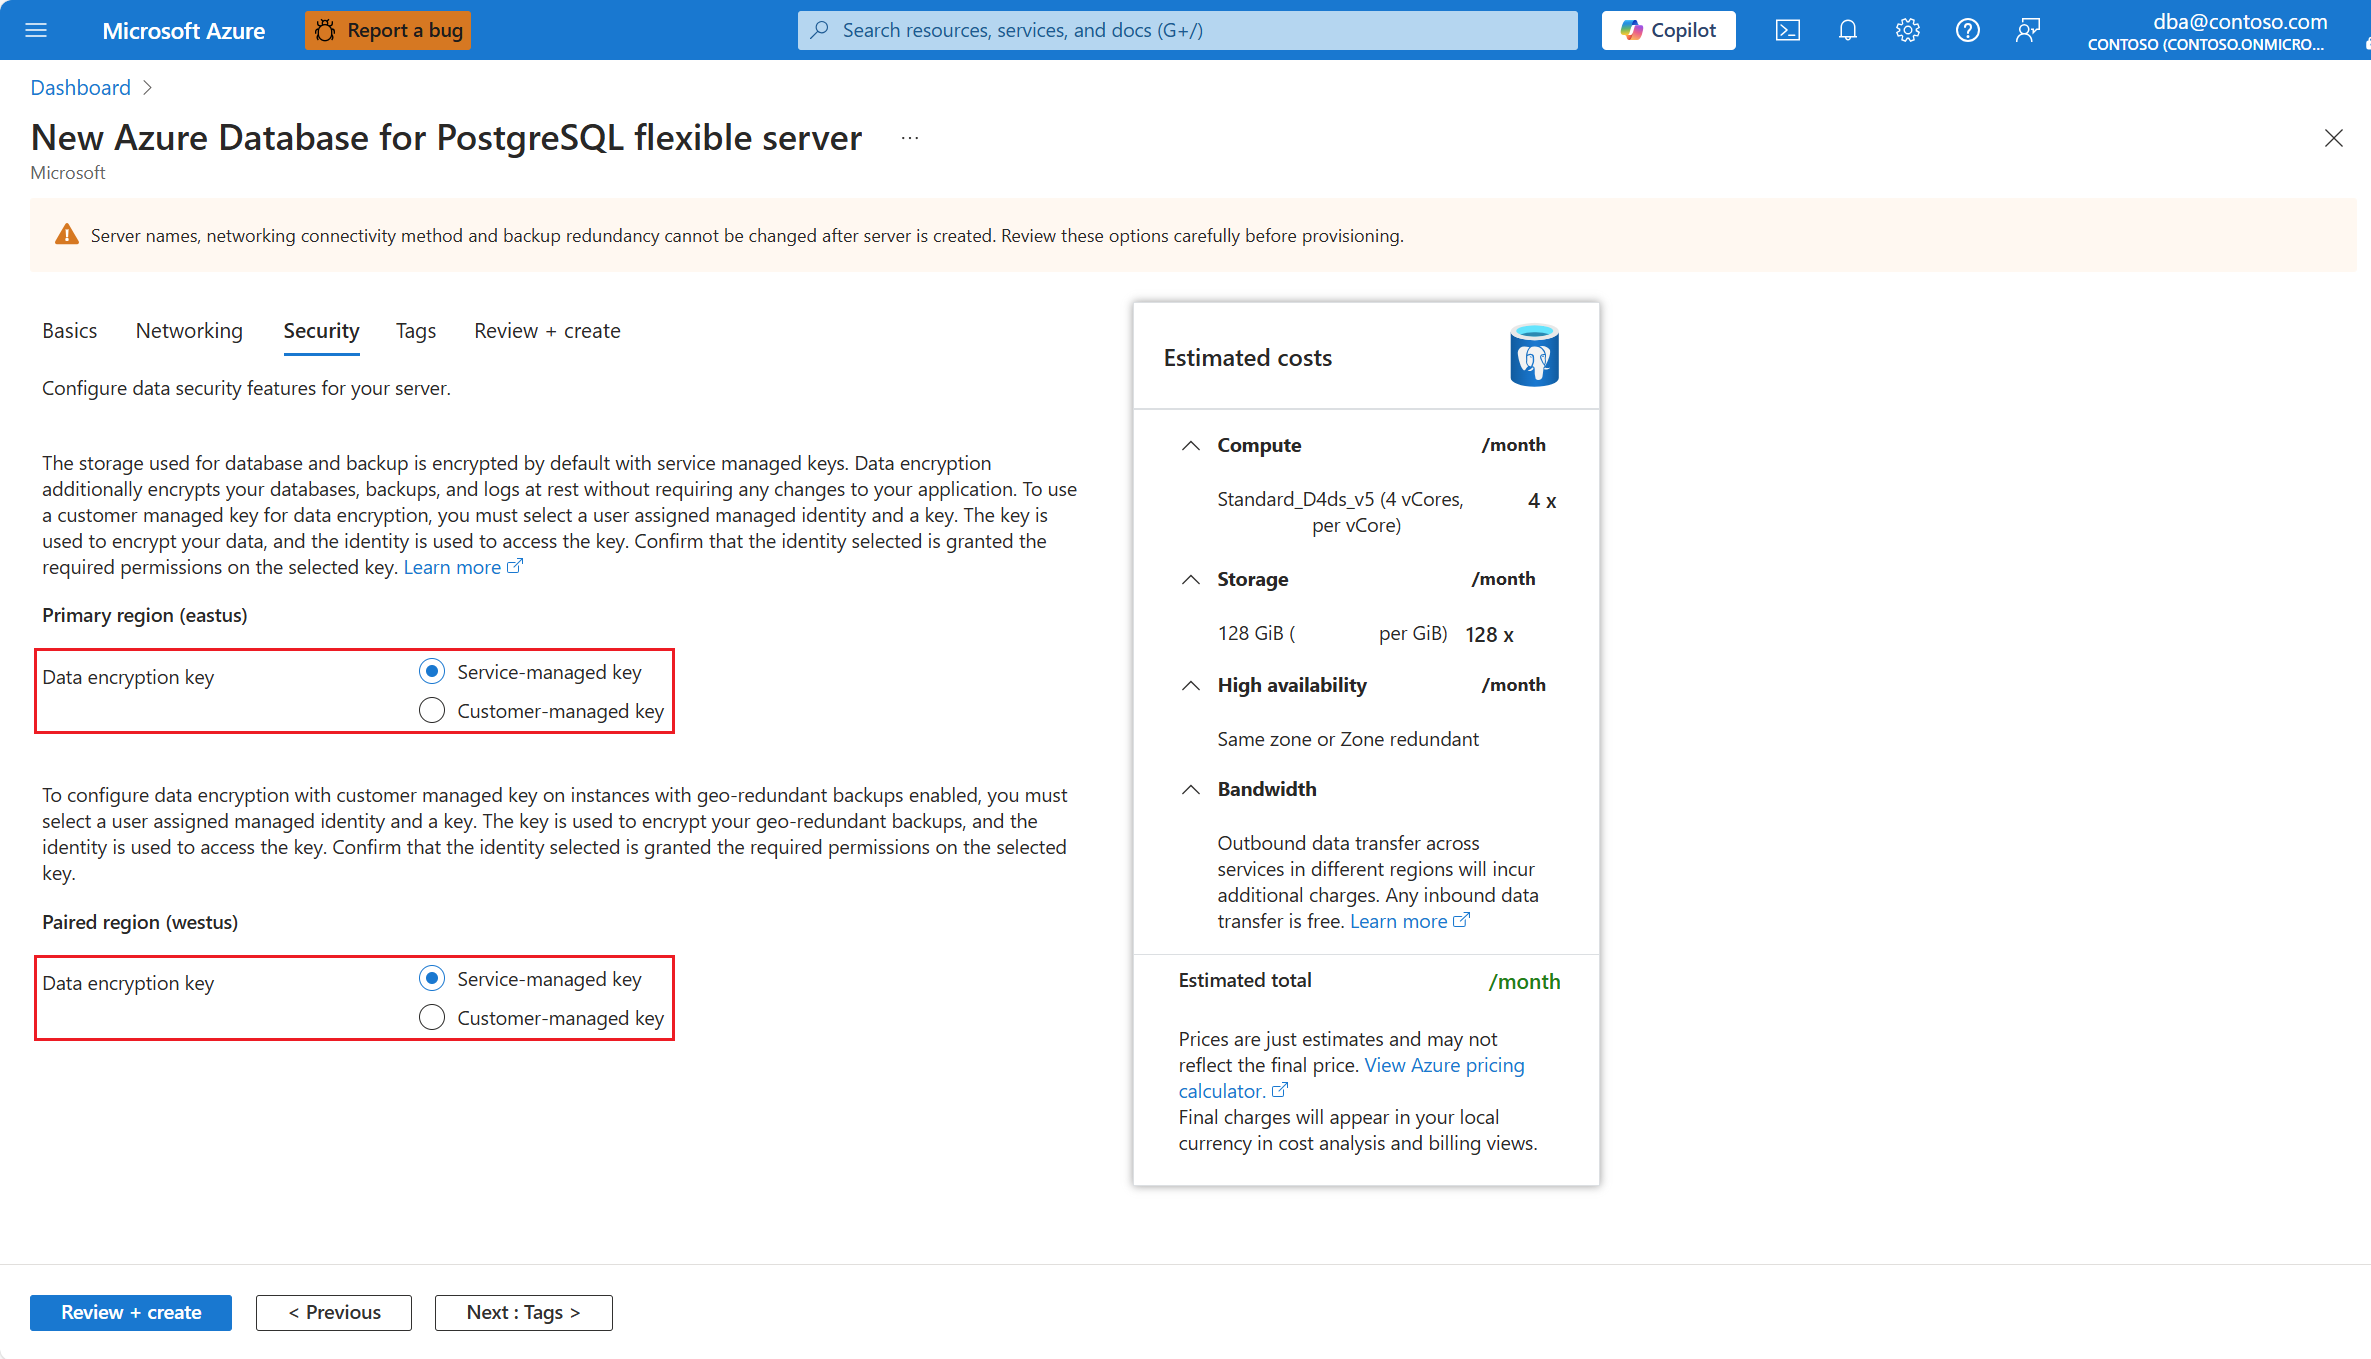 Microsoft Azure
Report a bug
Search resources, services, and docs (G+/)
Copilot
dba@contoso.com
CONTOSO (CONTOSO.ONMICRO...
Dashboard
New Azure Database for PostgreSQL flexible server ...
Microsoft
Server names, networking connectivity method and backup redundancy cannot be changed after server is created. Review these options carefully before provisioning.
Basics
Networking
Security
Tags
Review + create
Configure data security features for your server.
The storage used for database and backup is encrypted by default with service managed keys. Data encryption
additionally encrypts your databases, backups, and logs at rest without requiring any changes to your application. To use
a customer managed key for data encryption, you must select a user assigned managed identity and a key. The key is
used to encrypt your data, and the identity is used to access the key. Confirm that the identity selected is granted the
required permissions on the selected key. Learn more
Primary region (eastus)
Data encryption key
Service-managed key
Customer-managed key
To configure data encryption with customer managed key on instances with geo-redundant backups enabled, you must
select a user assigned managed identity and a key. The key is used to encrypt your geo-redundant backups, and the
identity is used to access the key. Confirm that the identity selected is granted the required permissions on the selected
key.
Paired region (westus)
Data encryption key
Service-managed key
Customer-managed key
Estimated costs
Compute /month
Standard_D4ds_v5 (4 vCores, 4 x
per vCore)
Storage /month
128 GiB ( per GiB) 128 x
High availability /month
Same zone or Zone redundant
Bandwidth
Outbound data transfer across
services in different regions will incur
additional charges. Any inbound data
transfer is free. Learn more
Estimated total /month
Prices are just estimates and may not
reflect the final price. View Azure pricing
calculator.
Final charges will appear in your local
currency in cost analysis and billing views.
Review + create
< Previous
Next : Tags >